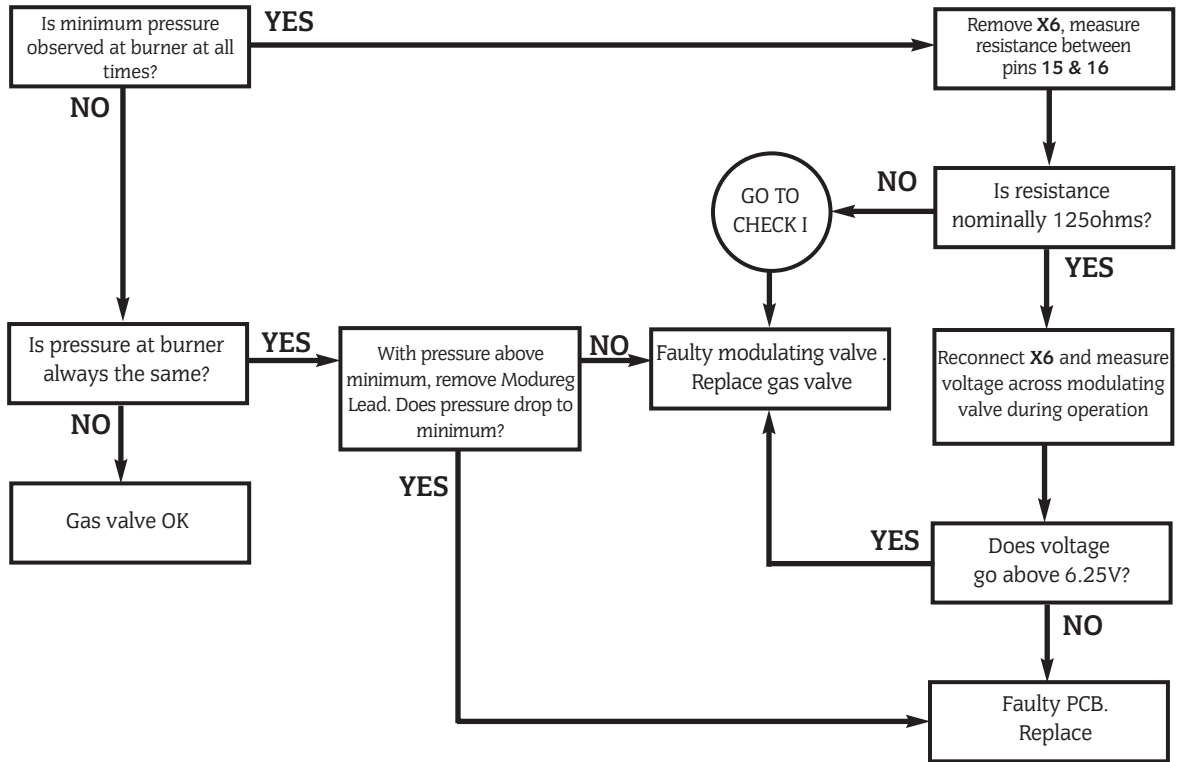 Is minimum pressure
observed at burner at all
times?
YES
Remove X6, measure
resistance between
pins 15 & 16
NO
GO TO
CHECK I
NO
Is resistance
nominally 125ohms?
YES
Is pressure at burner
always the same?
YES
With pressure above
minimum, remove Modureg
Lead. Does pressure drop to
minimum?
NO
Faulty modulating valve .
Replace gas valve
Reconnect X6 and measure
voltage across modulating
valve during operation
NO
YES
Gas valve OK
YES
Does voltage
go above 6.25V?
NO
Faulty PCB.
Replace